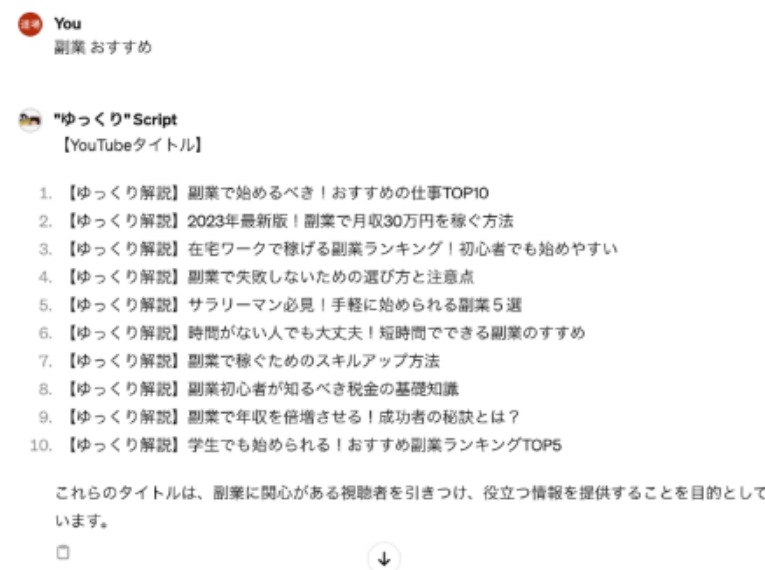 道場
You
副業 おすすめ
"ゆっくり" Script
【YouTubeタイトル】
1. 【ゆっくり解説】副業で始めるべき！おすすめの仕事TOP10
2. 【ゆっくり解説】2023年最新版！副業で月収30万円を稼ぐ方法
3. 【ゆっくり解説】在宅ワークで稼げる副業ランキング！初心者でも始めやすい
4. 【ゆっくり解説】副業で失敗しないための選び方と注意点
5. 【ゆっくり解説】サラリーマン必見！手軽に始められる副業５選
6. 【ゆっくり解説】時間がない人でも大丈夫！短時間でできる副業のすすめ
7. 【ゆっくり解説】副業で稼ぐためのスキルアップ方法
8. 【ゆっくり解説】副業初心者が知るべき税金の基礎知識
9. 【ゆっくり解説】副業で年収を倍増させる！成功者の秘訣とは？
10. 【ゆっくり解説】学生でも始められる！おすすめ副業ランキングTOP5
これらのタイトルは、副業に関心がある視聴者を引きつけ、役立つ情報を提供することを目的として
います。